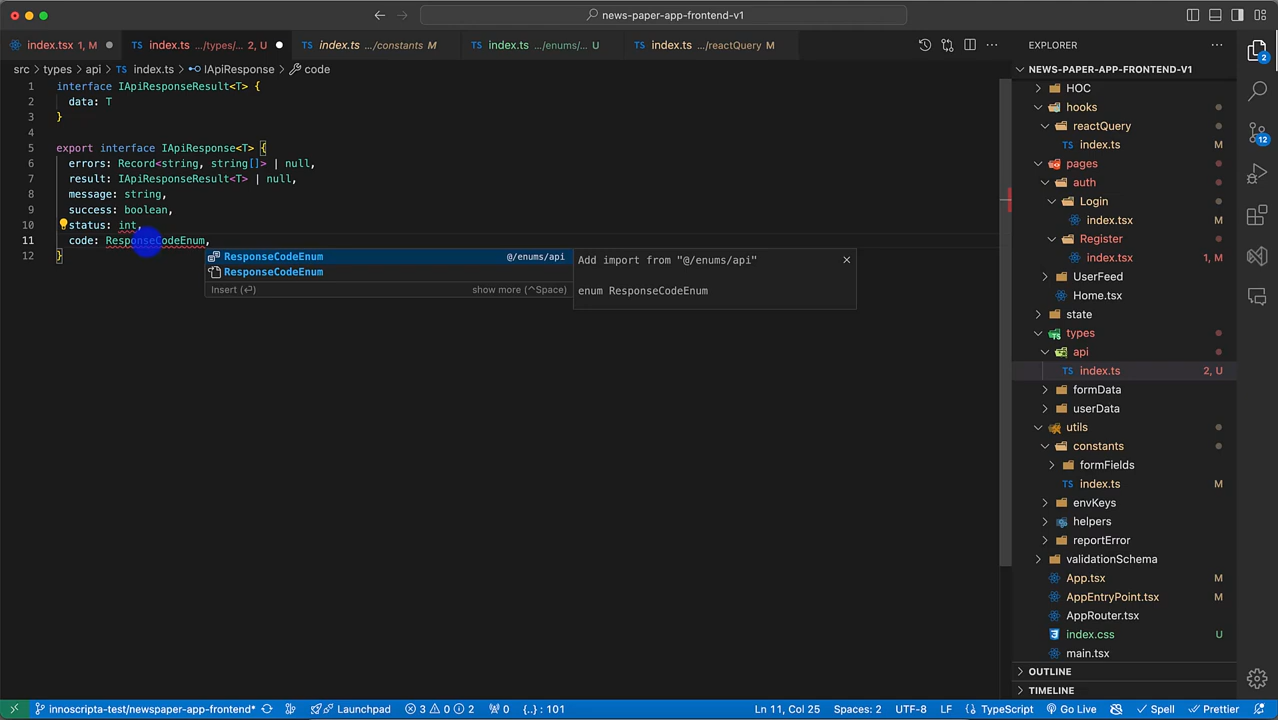 news-paper-app-frontend-v1
index.tsx 1, M
index.ts .../types/... 2, U
index.ts .../constants M
index.ts .../enums/... U
index.ts .../reactQuery M
src > types > api > TS index.ts > IApiResponse > code
1 interface IApiResponseResult<T> {
2 data: T
3 }
4
5 export interface IApiResponse<T> {
6 errors: Record<string, string[]> | null,
7 result: IApiResponseResult<T> | null,
8 message: string,
9 success: boolean,
10 status: int,
11 code: ResponseCodeEnum,
12 }
ResponseCodeEnum @/enums/api
ResponseCodeEnum
Insert (⏎) show more (^Space)
Add import from "@/enums/api"
enum ResponseCodeEnum
EXPLORER
NEWS-PAPER-APP-FRONTEND-V1
HOC
hooks
reactQuery
TS index.ts M
pages
auth
Login
index.tsx
Register
index.tsx 1, M
UserFeed
Home.tsx
state
types
api
TS index.ts 2, U
formData
userData
utils
constants
formFields
TS index.ts M
envKeys
helpers
reportError
validationSchema
App.tsx M
AppEntryPoint.tsx M
AppRouter.tsx
index.css U
main.tsx
OUTLINE
TIMELINE
2
12
innoscripta-test/newspaper-app-frontend* Launchpad 3 0 2 0 {..} : 101 Ln 11, Col 25 Spaces: 2 UTF-8 LF TypeScript Go Live Spell Prettier